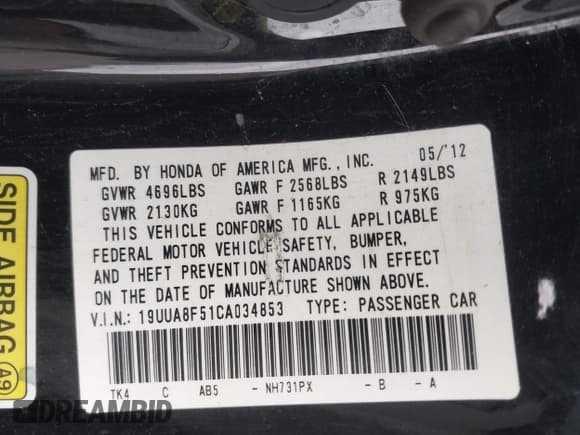 MFD. BY HONDA OF AMERICA MFG., INC. 05/'12
GVWR 4696LBS GAWR F 2568LBS R 2149LBS
GVWR 2130KG GAWR F 1165KG R 975KG
THIS VEHICLE CONFORMS TO ALL APPLICABLE
FEDERAL MOTOR VEHICLE SAFETY, BUMPER,
AND THEFT PREVENTION STANDARDS IN EFFECT
ON THE DATE OF MANUFACTURE SHOWN ABOVE.
V.I.N.: 19UUA8F51CA034853 TYPE: PASSENGER CAR
TK4 C AB5 - NH731PX - B - A
SIDE AIRBAG A9
DREAMBID